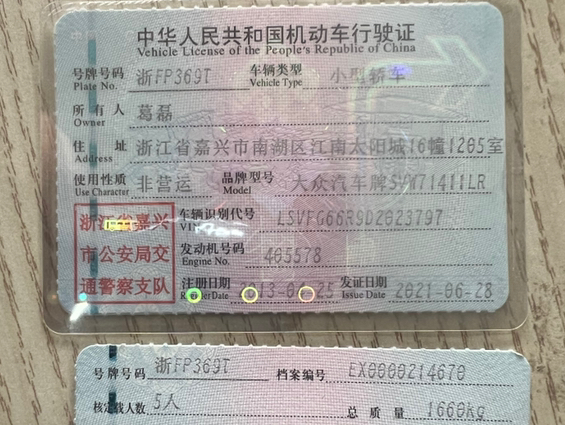 中华人民共和国机动车行驶证
Vehicle License of the People's Republic of China
号牌号码 浙FP369T 车辆类型 小型轿车
Plate No. Vehicle Type
所有人 葛磊
Owner
住址 浙江省嘉兴市南湖区江南太阳城16幢1205室
Address
使用性质 非营运 品牌型号 大众汽车牌SVW71411LR
Use Character Model
浙江省嘉兴
市公安局交
通警察支队
车辆识别代号 LSVFG66R9D2023797
VIN
发动机号码 405578
Engine No.
注册日期 发证日期 2021-06-28
Issue Date
号牌号码 浙FP369T 档案编号 EX0000214670
核定载人数 5人 总质量 1660kg